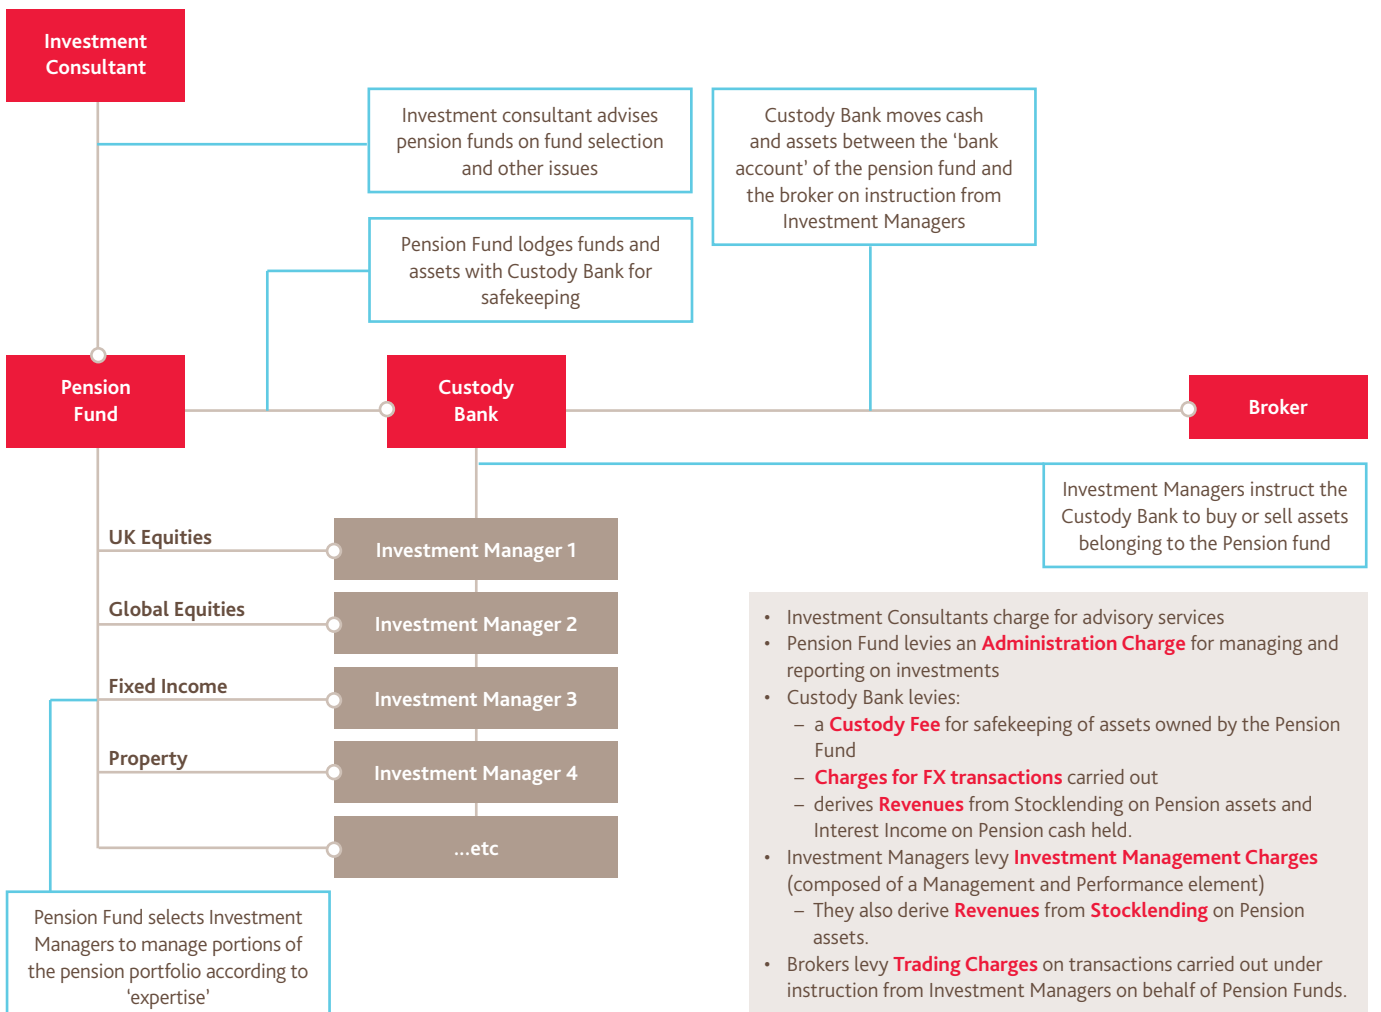 Investment
Consultant
Investment consultant advises
pension funds on fund selection
and other issues
Custody Bank moves cash
and assets between the ‘bank
account’ of the pension fund and
the broker on instruction from
Investment Managers
Pension Fund lodges funds and
assets with Custody Bank for
safekeeping
Pension
Fund
Custody
Bank
Broker
Investment Managers instruct the
Custody Bank to buy or sell assets
belonging to the Pension fund
UK Equities
Investment Manager 1
Global Equities
Investment Manager 2
Fixed Income
Investment Manager 3
Property
Investment Manager 4
...etc
Pension Fund selects Investment
Managers to manage portions of
the pension portfolio according to
‘expertise’
• Investment Consultants charge for advisory services
• Pension Fund levies an Administration Charge for managing and
reporting on investments
• Custody Bank levies:
– a Custody Fee for safekeeping of assets owned by the Pension
Fund
– Charges for FX transactions carried out
– derives Revenues from Stocklending on Pension assets and
Interest Income on Pension cash held.
• Investment Managers levy Investment Management Charges
(composed of a Management and Performance element)
– They also derive Revenues from Stocklending on Pension
assets.
• Brokers levy Trading Charges on transactions carried out under
instruction from Investment Managers on behalf of Pension Funds.